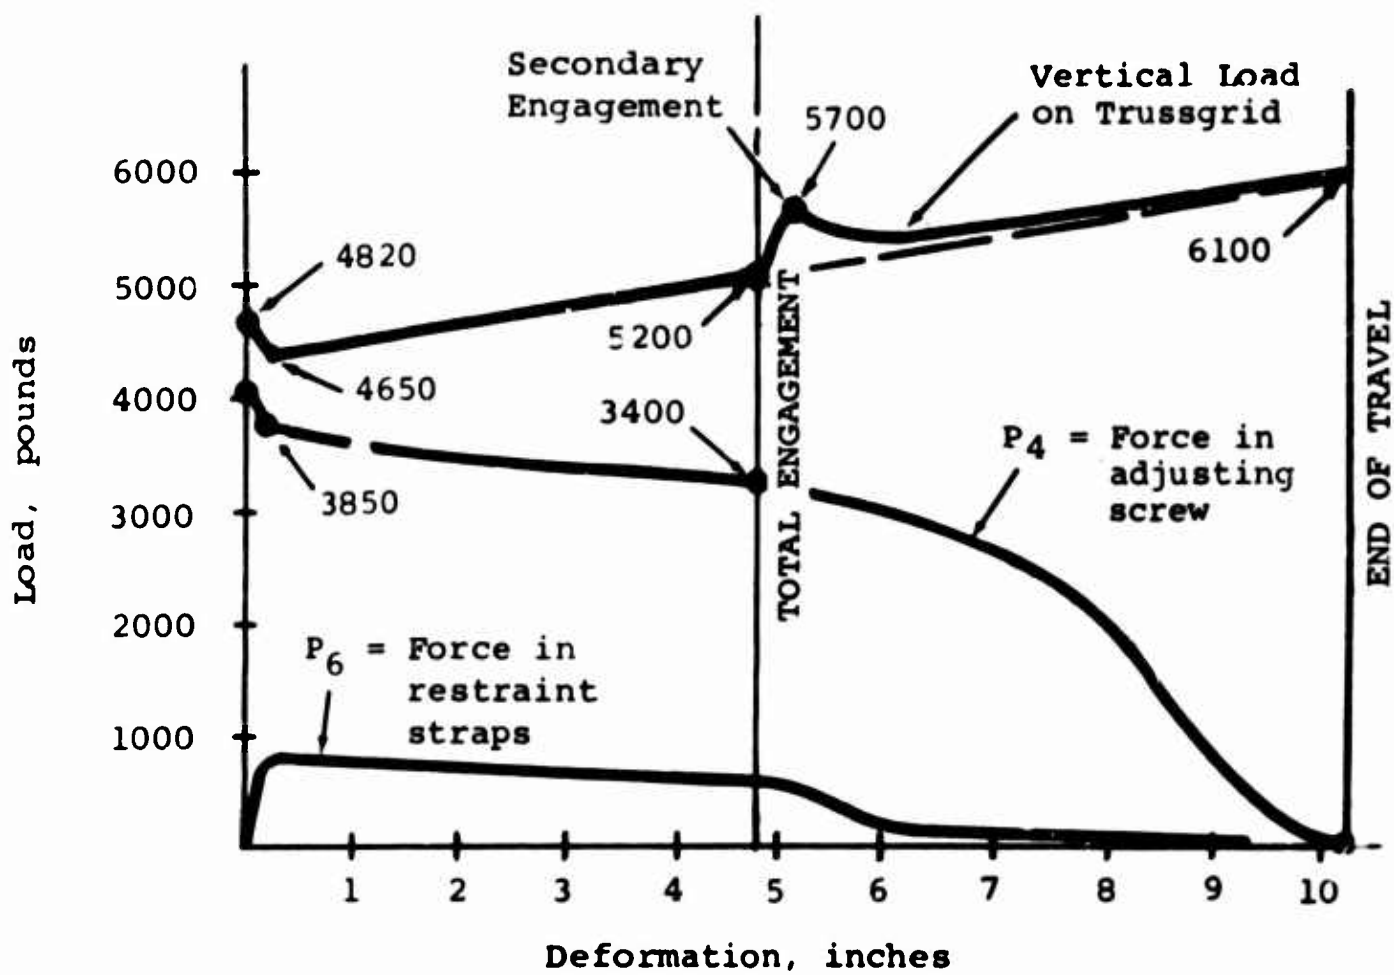 Secondary
Engagement
5700
Vertical Load
on Trussgrid
6000
5000
4000
3000
2000
1000
Load, pounds
4820
4650
5200
3400
3850
6100
TOTAL ENGAGEMENT
END OF TRAVEL
P4 = Force in
adjusting
screw
P6 = Force in
restraint
straps
1 2 3 4 5 6 7 8 9 10
Deformation, inches